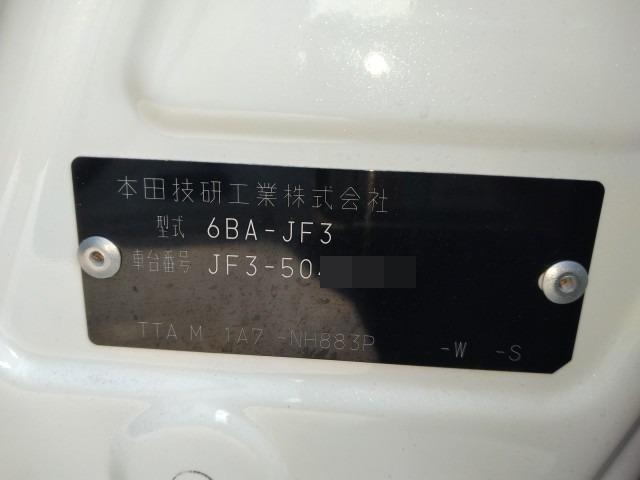 本田技研工業株式会社
型式 6BA-JF3
車台番号 JF3-504
TTA M 1A7 -NH883P -W -S